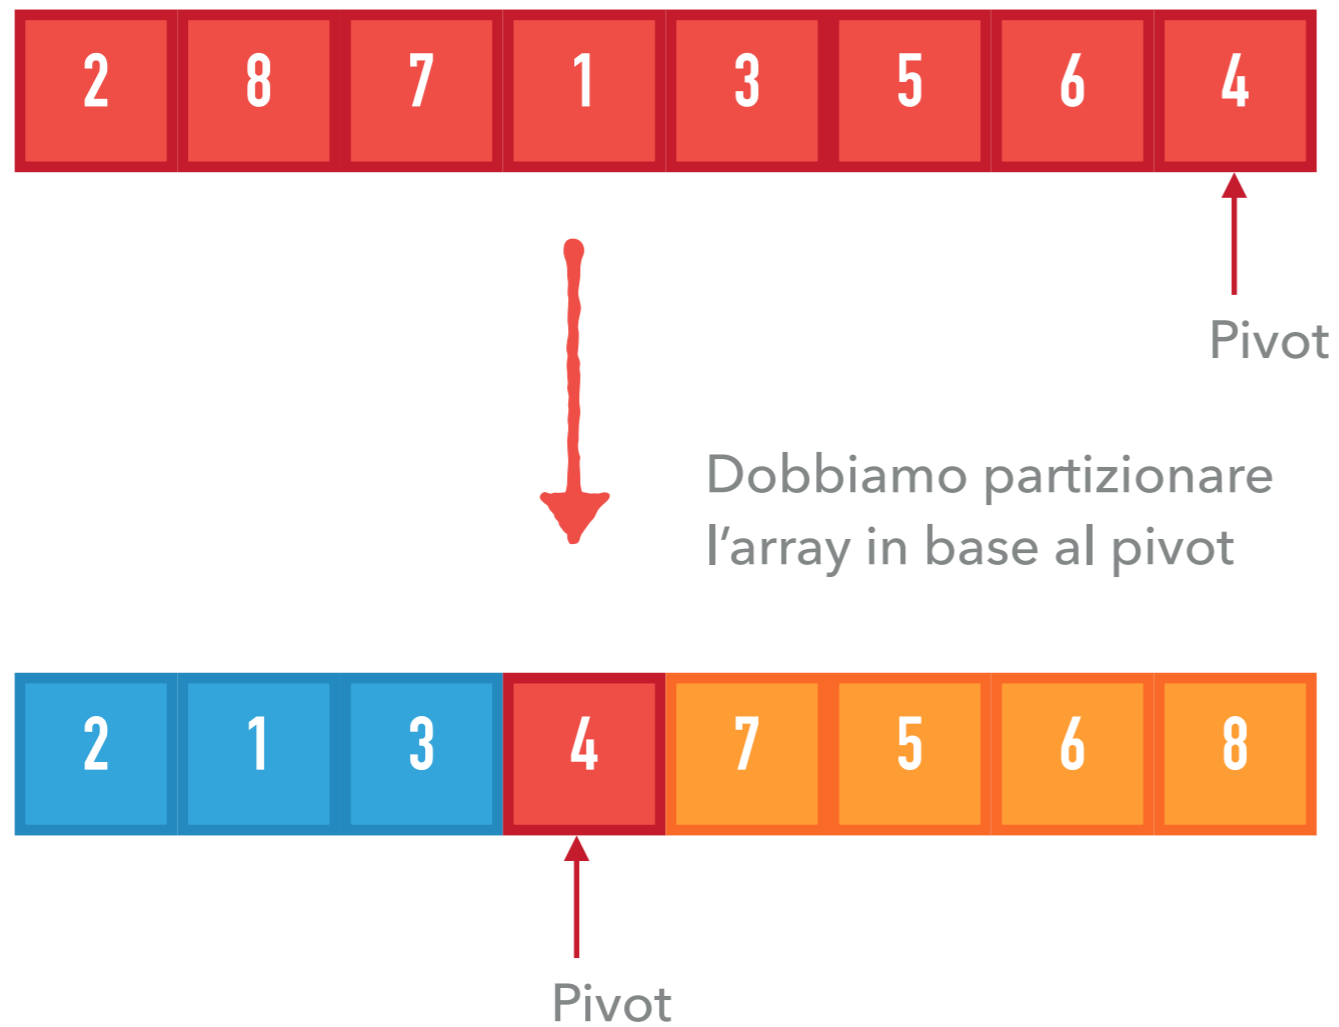 2 8 7 1 3 5 6 4
Pivot
Dobbiamo partizionare
l’array in base al pivot
2 1 3 4 7 5 6 8
Pivot